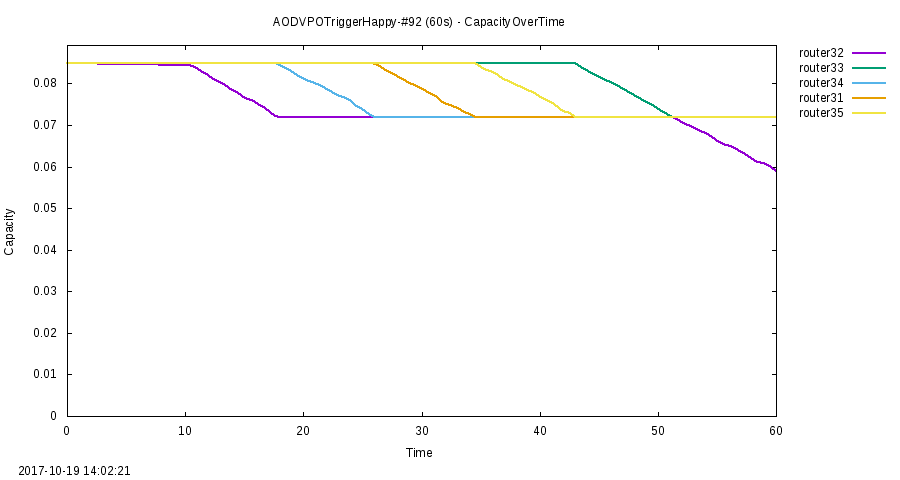 AODVPOTriggerHappy-#92 (60s) - CapacityOverTime
router32
router33
router34
router31
router35
0.08
0.07
0.06
0.05
0.04
0.03
0.02
0.01
0
Capacity
0 10 20 30 40 50 60
Time
2017-10-19 14:02:21